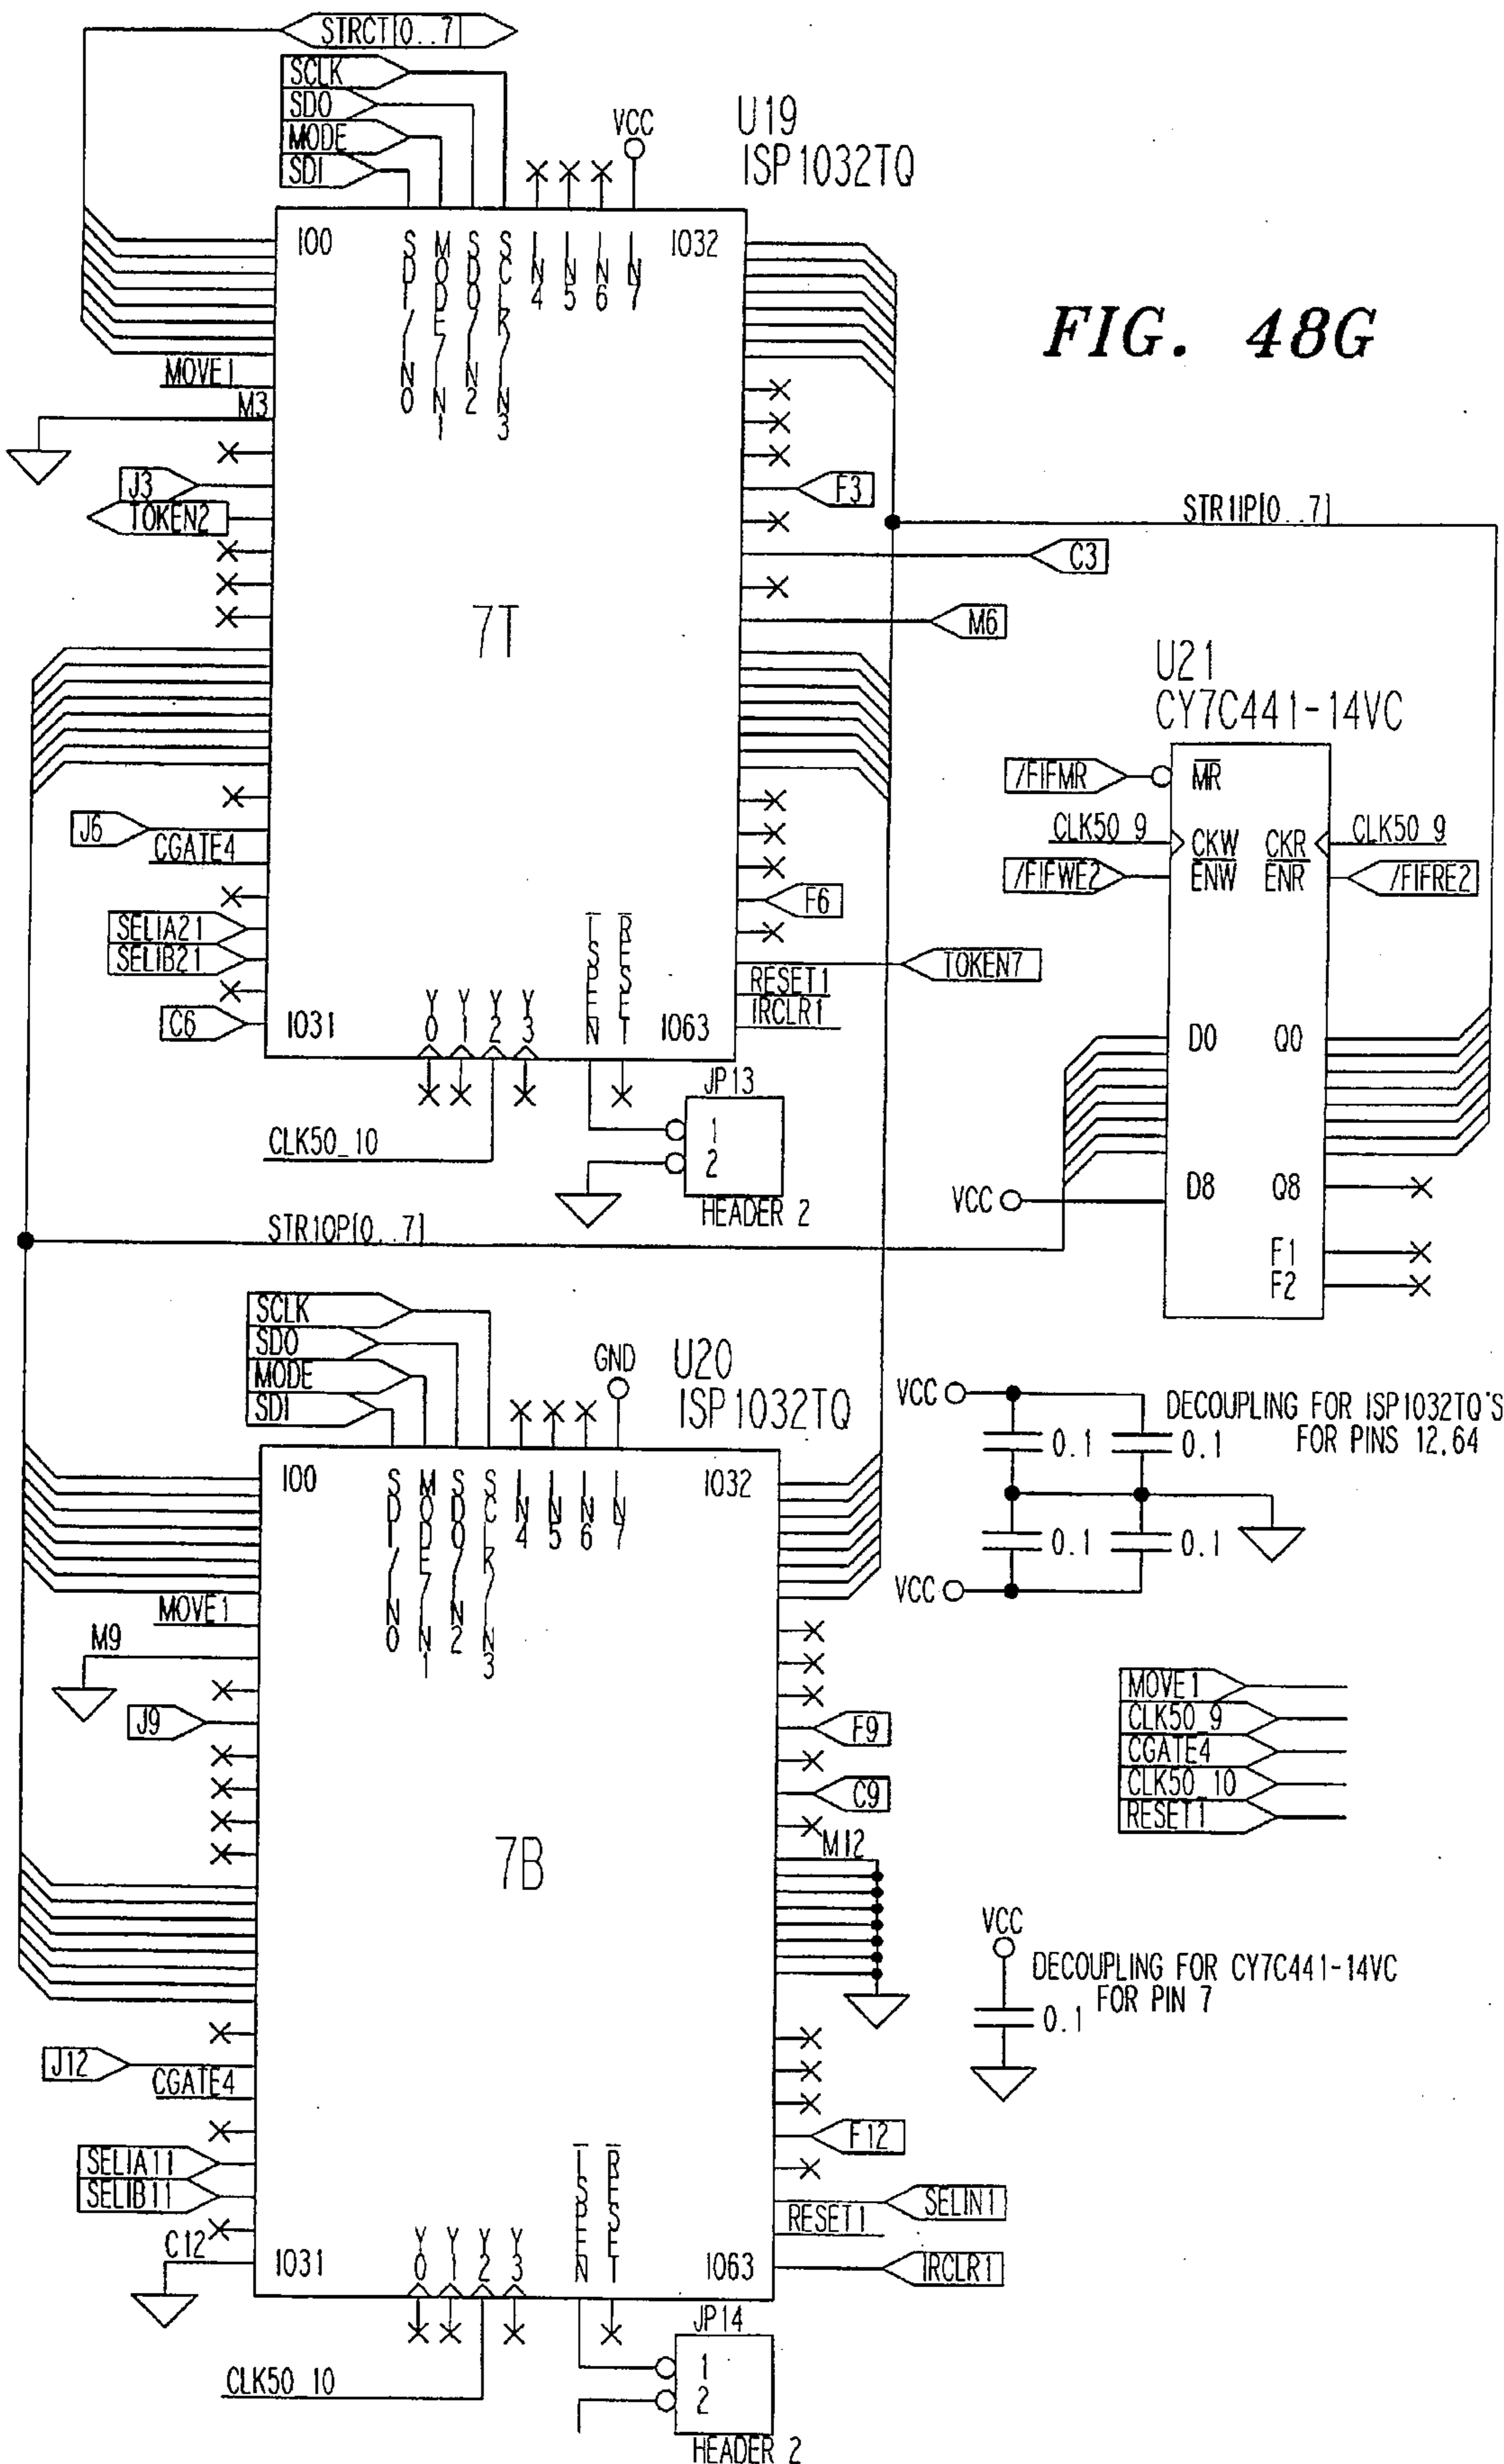 STRCT[0..7]
SCLK
SDO
MODE
SDI
VCC
U19
ISP1032TQ
FIG. 48G
IO0
SDI/IN0
MODE/IN1
SDO/IN2
SCLK/IN3
IN4
IN5
IN6
IN7
IO32
MOVE1
M3
J3
TOKEN2
F3
C3
M6
7T
STR1IP[0..7]
J6
CGATE4
SELIA21
SELIB21
C6
F6
TOKEN7
RESET1
IRCLR1
IO31
Y0
Y1
Y2
Y3
ISPEN
RESET
IO63
CLK50_10
JP13
1
2
HEADER 2
STR1OP[0..7]
U21
CY7C441-14VC
/FIFMR
MR
CLK50_9
CKW
CKR
CLK50_9
/FIFWE2
ENW
ENR
/FIFRE2
D0
Q0
VCC
D8
Q8
F1
F2
SCLK
SDO
MODE
SDI
GND
U20
ISP1032TQ
IO0
SDI/IN0
MODE/IN1
SDO/IN2
SCLK/IN3
IN4
IN5
IN6
IN7
IO32
MOVE1
M9
J9
F9
C9
M12
7B
J12
CGATE4
SELIA11
SELIB11
C12
F12
SELIN1
RESET1
IRCLR1
IO31
Y0
Y1
Y2
Y3
ISPEN
RESET
IO63
CLK50_10
JP14
1
2
HEADER 2
VCC
0.1
0.1
DECOUPLING FOR ISP1032TQ'S
FOR PINS 12,64
0.1
0.1
VCC
MOVE1
CLK50_9
CGATE4
CLK50_10
RESET1
VCC
0.1
DECOUPLING FOR CY7C441-14VC
FOR PIN 7